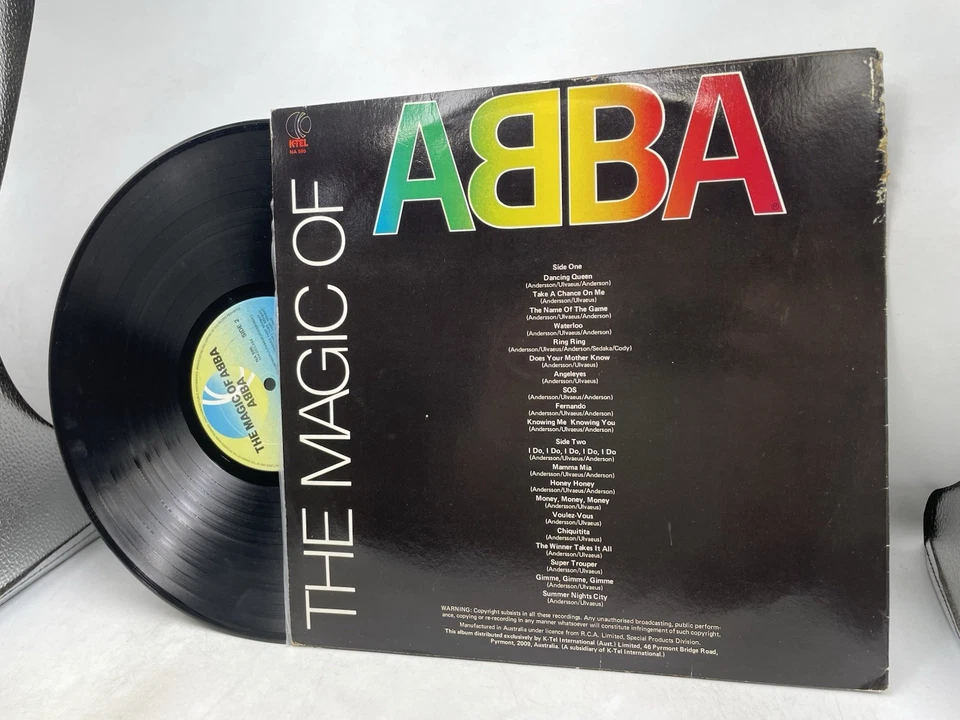 K-TEL
NA 595
ABBA
THE MAGIC OF
Side One
Dancing Queen
(Andersson/Ulvaeus/Anderson)
Take A Chance On Me
(Andersson/Ulvaeus)
The Name Of The Game
(Andersson/Ulvaeus/Anderson)
Waterloo
(Andersson/Ulvaeus/Anderson)
Ring Ring
(Andersson/Ulvaeus/Anderson/Sedaka/Cody)
Does Your Mother Know
(Andersson/Ulvaeus)
Angeleyes
(Andersson/Ulvaeus)
SOS
(Andersson/Ulvaeus/Anderson)
Fernando
(Andersson/Ulvaeus/Anderson)
Knowing Me Knowing You
(Andersson/Ulvaeus/Anderson)
Side Two
I Do, I Do, I Do, I Do, I Do
(Andersson/Ulvaeus/Anderson)
Mamma Mia
(Andersson/Ulvaeus/Anderson)
Honey Honey
(Andersson/Ulvaeus/Anderson)
Money, Money, Money
(Andersson/Ulvaeus)
Voulez-Vous
(Andersson/Ulvaeus)
Chiquitita
(Andersson/Ulvaeus)
The Winner Takes It All
(Andersson/Ulvaeus)
Super Trouper
(Andersson/Ulvaeus)
Gimme, Gimme, Gimme
(Andersson/Ulvaeus)
Summer Nights City
(Andersson/Ulvaeus)
WARNING: Copyright subsists in all these recordings. Any unauthorised broadcasting, public perform-
ance, copying or re-recording in any manner whatsoever will constitute infringement of such copyright.
Manufactured in Australia under licence from R.C.A. Limited, Special Products Division.
This album distributed exclusively by K-Tel International (Aust.) Limited, 46 Pyrmont Bridge Road,
Pyrmont, 2009, Australia. (A subsidiary of K-Tel International.)
THE MAGIC OF ABBA
ABBA
SIDE 2